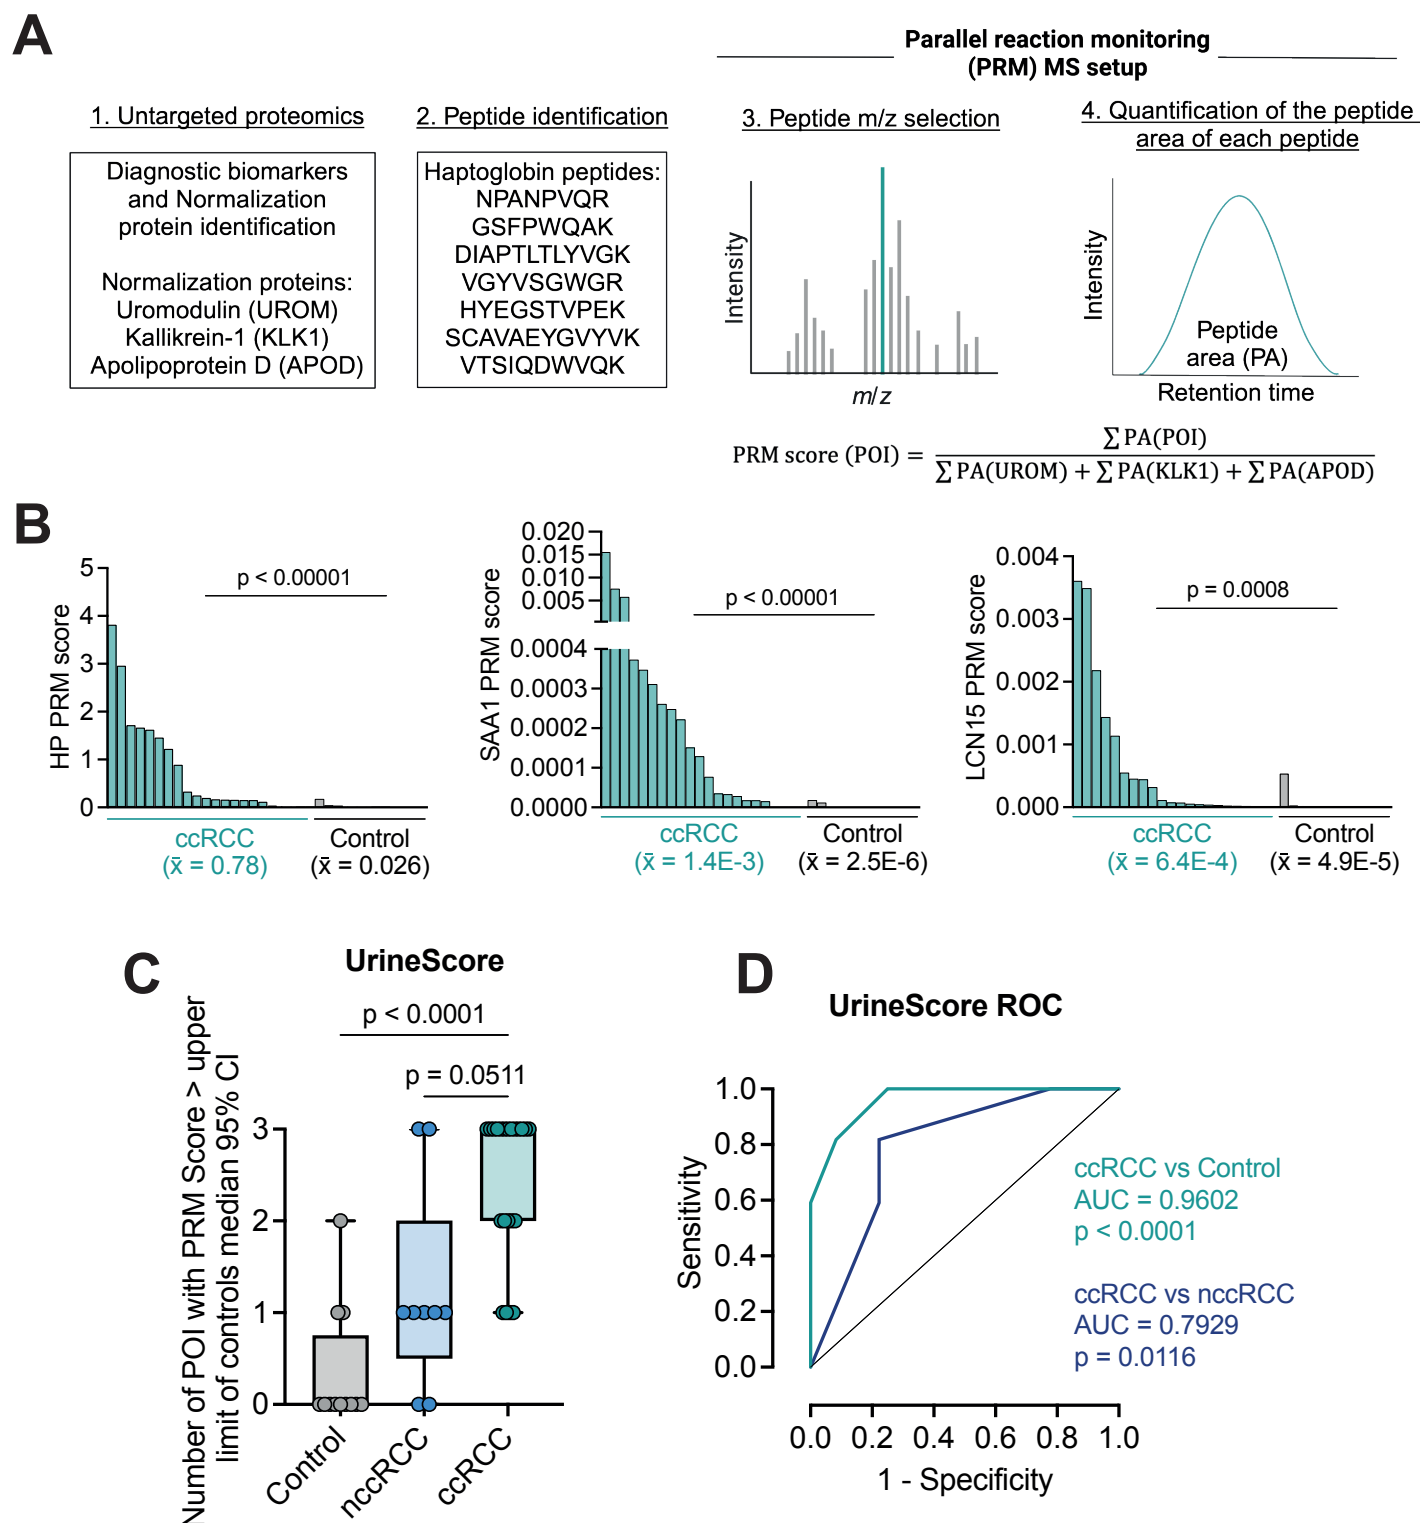 A
Parallel reaction monitoring
(PRM) MS setup
1. Untargeted proteomics
Diagnostic biomarkers
and Normalization
protein identification
Normalization proteins:
Uromodulin (UROM)
Kallikrein-1 (KLK1)
Apolipoprotein D (APOD)
2. Peptide identification
Haptoglobin peptides:
NPANPVQR
GSFPWQAK
DIAPTLTLYVGK
VGYVSGWGR
HYEGSTVPEK
SCAVAEYGVYVK
VTSIQDWVQK
3. Peptide m/z selection
Intensity
m/z
4. Quantification of the peptide
area of each peptide
Intensity
Peptide
area (PA)
Retention time
PRM score (POI) = ∑ PA(POI)
∑ PA(UROM) + ∑ PA(KLK1) + ∑ PA(APOD)
B
HP PRM score
5
4
3
2
1
0
p < 0.00001
ccRCC
(x̄ = 0.78)
Control
(x̄ = 0.026)
SAA1 PRM score
0.020
0.015
0.010
0.005
0.0004
0.0003
0.0002
0.0001
0.0000
p < 0.00001
ccRCC
(x̄ = 1.4E-3)
Control
(x̄ = 2.5E-6)
LCN15 PRM score
0.004
0.003
0.002
0.001
0.000
p = 0.0008
ccRCC
(x̄ = 6.4E-4)
Control
(x̄ = 4.9E-5)
C
UrineScore
Number of POI with PRM Score > upper
limit of controls median 95% CI
p < 0.0001
p = 0.0511
3
2
1
0
Control
nccRCC
ccRCC
D
UrineScore ROC
Sensitivity
1.0
0.8
0.6
0.4
0.2
0.0
ccRCC vs Control
AUC = 0.9602
p < 0.0001
ccRCC vs nccRCC
AUC = 0.7929
p = 0.0116
0.0 0.2 0.4 0.6 0.8 1.0
1 - Specificity